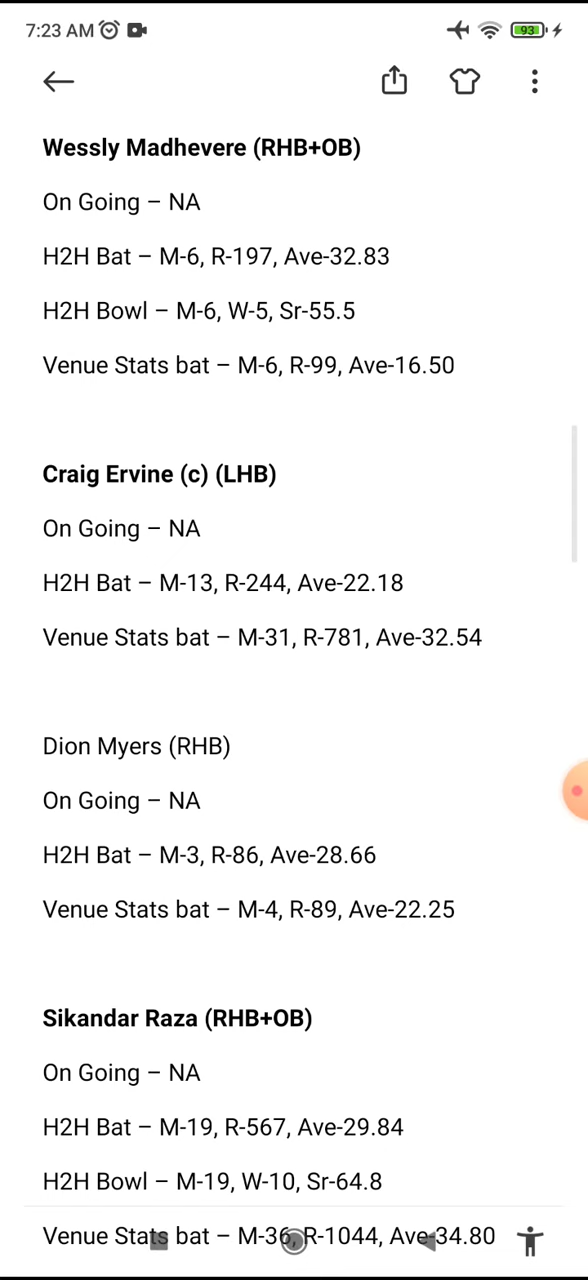 7:23 AM
93
Wessly Madhevere (RHB+OB)
On Going – NA
H2H Bat – M-6, R-197, Ave-32.83
H2H Bowl – M-6, W-5, Sr-55.5
Venue Stats bat – M-6, R-99, Ave-16.50
Craig Ervine (c) (LHB)
On Going – NA
H2H Bat – M-13, R-244, Ave-22.18
Venue Stats bat – M-31, R-781, Ave-32.54
Dion Myers (RHB)
On Going – NA
H2H Bat – M-3, R-86, Ave-28.66
Venue Stats bat – M-4, R-89, Ave-22.25
Sikandar Raza (RHB+OB)
On Going – NA
H2H Bat – M-19, R-567, Ave-29.84
H2H Bowl – M-19, W-10, Sr-64.8
Venue Stats bat – M-36, R-1044, Ave-34.80